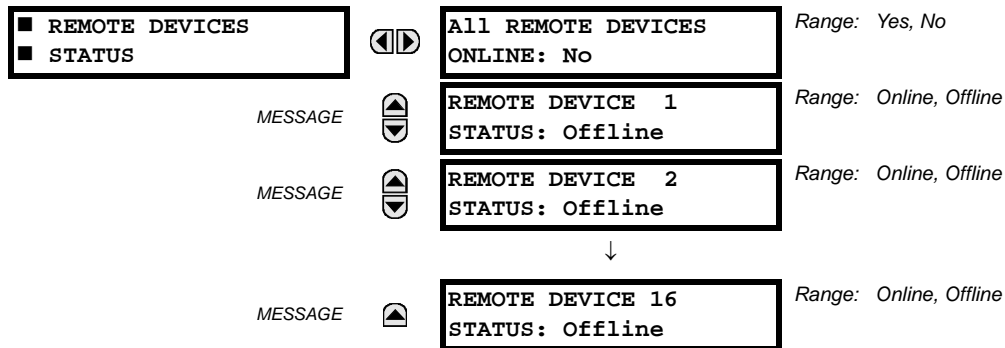 ■ REMOTE DEVICES
■ STATUS
All REMOTE DEVICES
ONLINE: No
Range: Yes, No
MESSAGE
REMOTE DEVICE 1
STATUS: Offline
Range: Online, Offline
MESSAGE
REMOTE DEVICE 2
STATUS: Offline
Range: Online, Offline
↓
MESSAGE
REMOTE DEVICE 16
STATUS: Offline
Range: Online, Offline